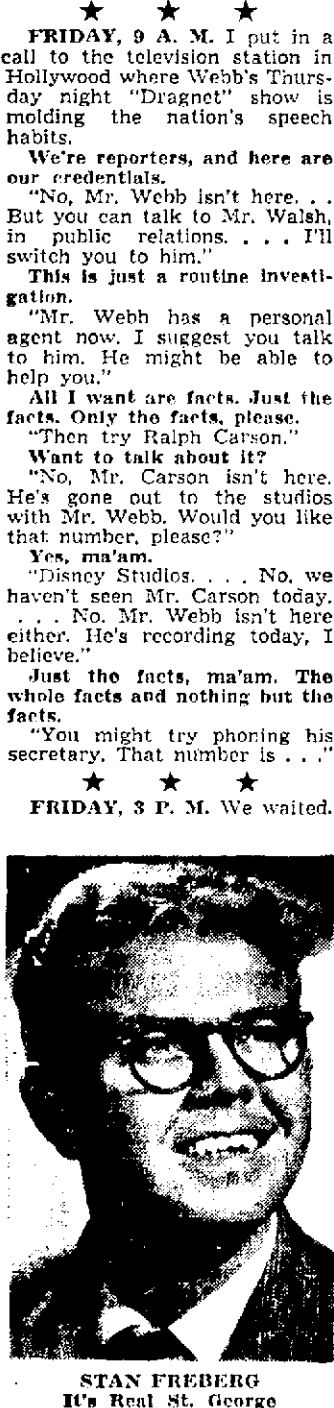 ★ ★ ★
FRIDAY, 9 A. M. I put in a
call to the television station in
Hollywood where Webb's Thurs-
day night "Dragnet" show is
molding the nation's speech
habits.
We're reporters, and here are
our credentials.
"No, Mr. Webb isn't here. . .
But you can talk to Mr. Walsh,
in public relations. . . . I'll
switch you to him."
This is just a routine investi-
gation.
"Mr. Webb has a personal
agent now. I suggest you talk
to him. He might be able to
help you."
All I want are facts. Just the
facts. Only the facts, please.
"Then try Ralph Carson."
Want to talk about it?
"No, Mr. Carson isn't here.
He's gone out to the studios
with Mr. Webb. Would you like
that number, please?"
Yes, ma'am.
"Disney Studios. . . . No, we
haven't seen Mr. Carson today.
. . . No. Mr. Webb isn't here
either. He's recording today, I
believe."
Just the facts, ma'am. The
whole facts and nothing but the
facts.
"You might try phoning his
secretary. That number is . . ."
★ ★ ★
FRIDAY, 3 P. M. We waited.
STAN FREBERG
It's Real St. George